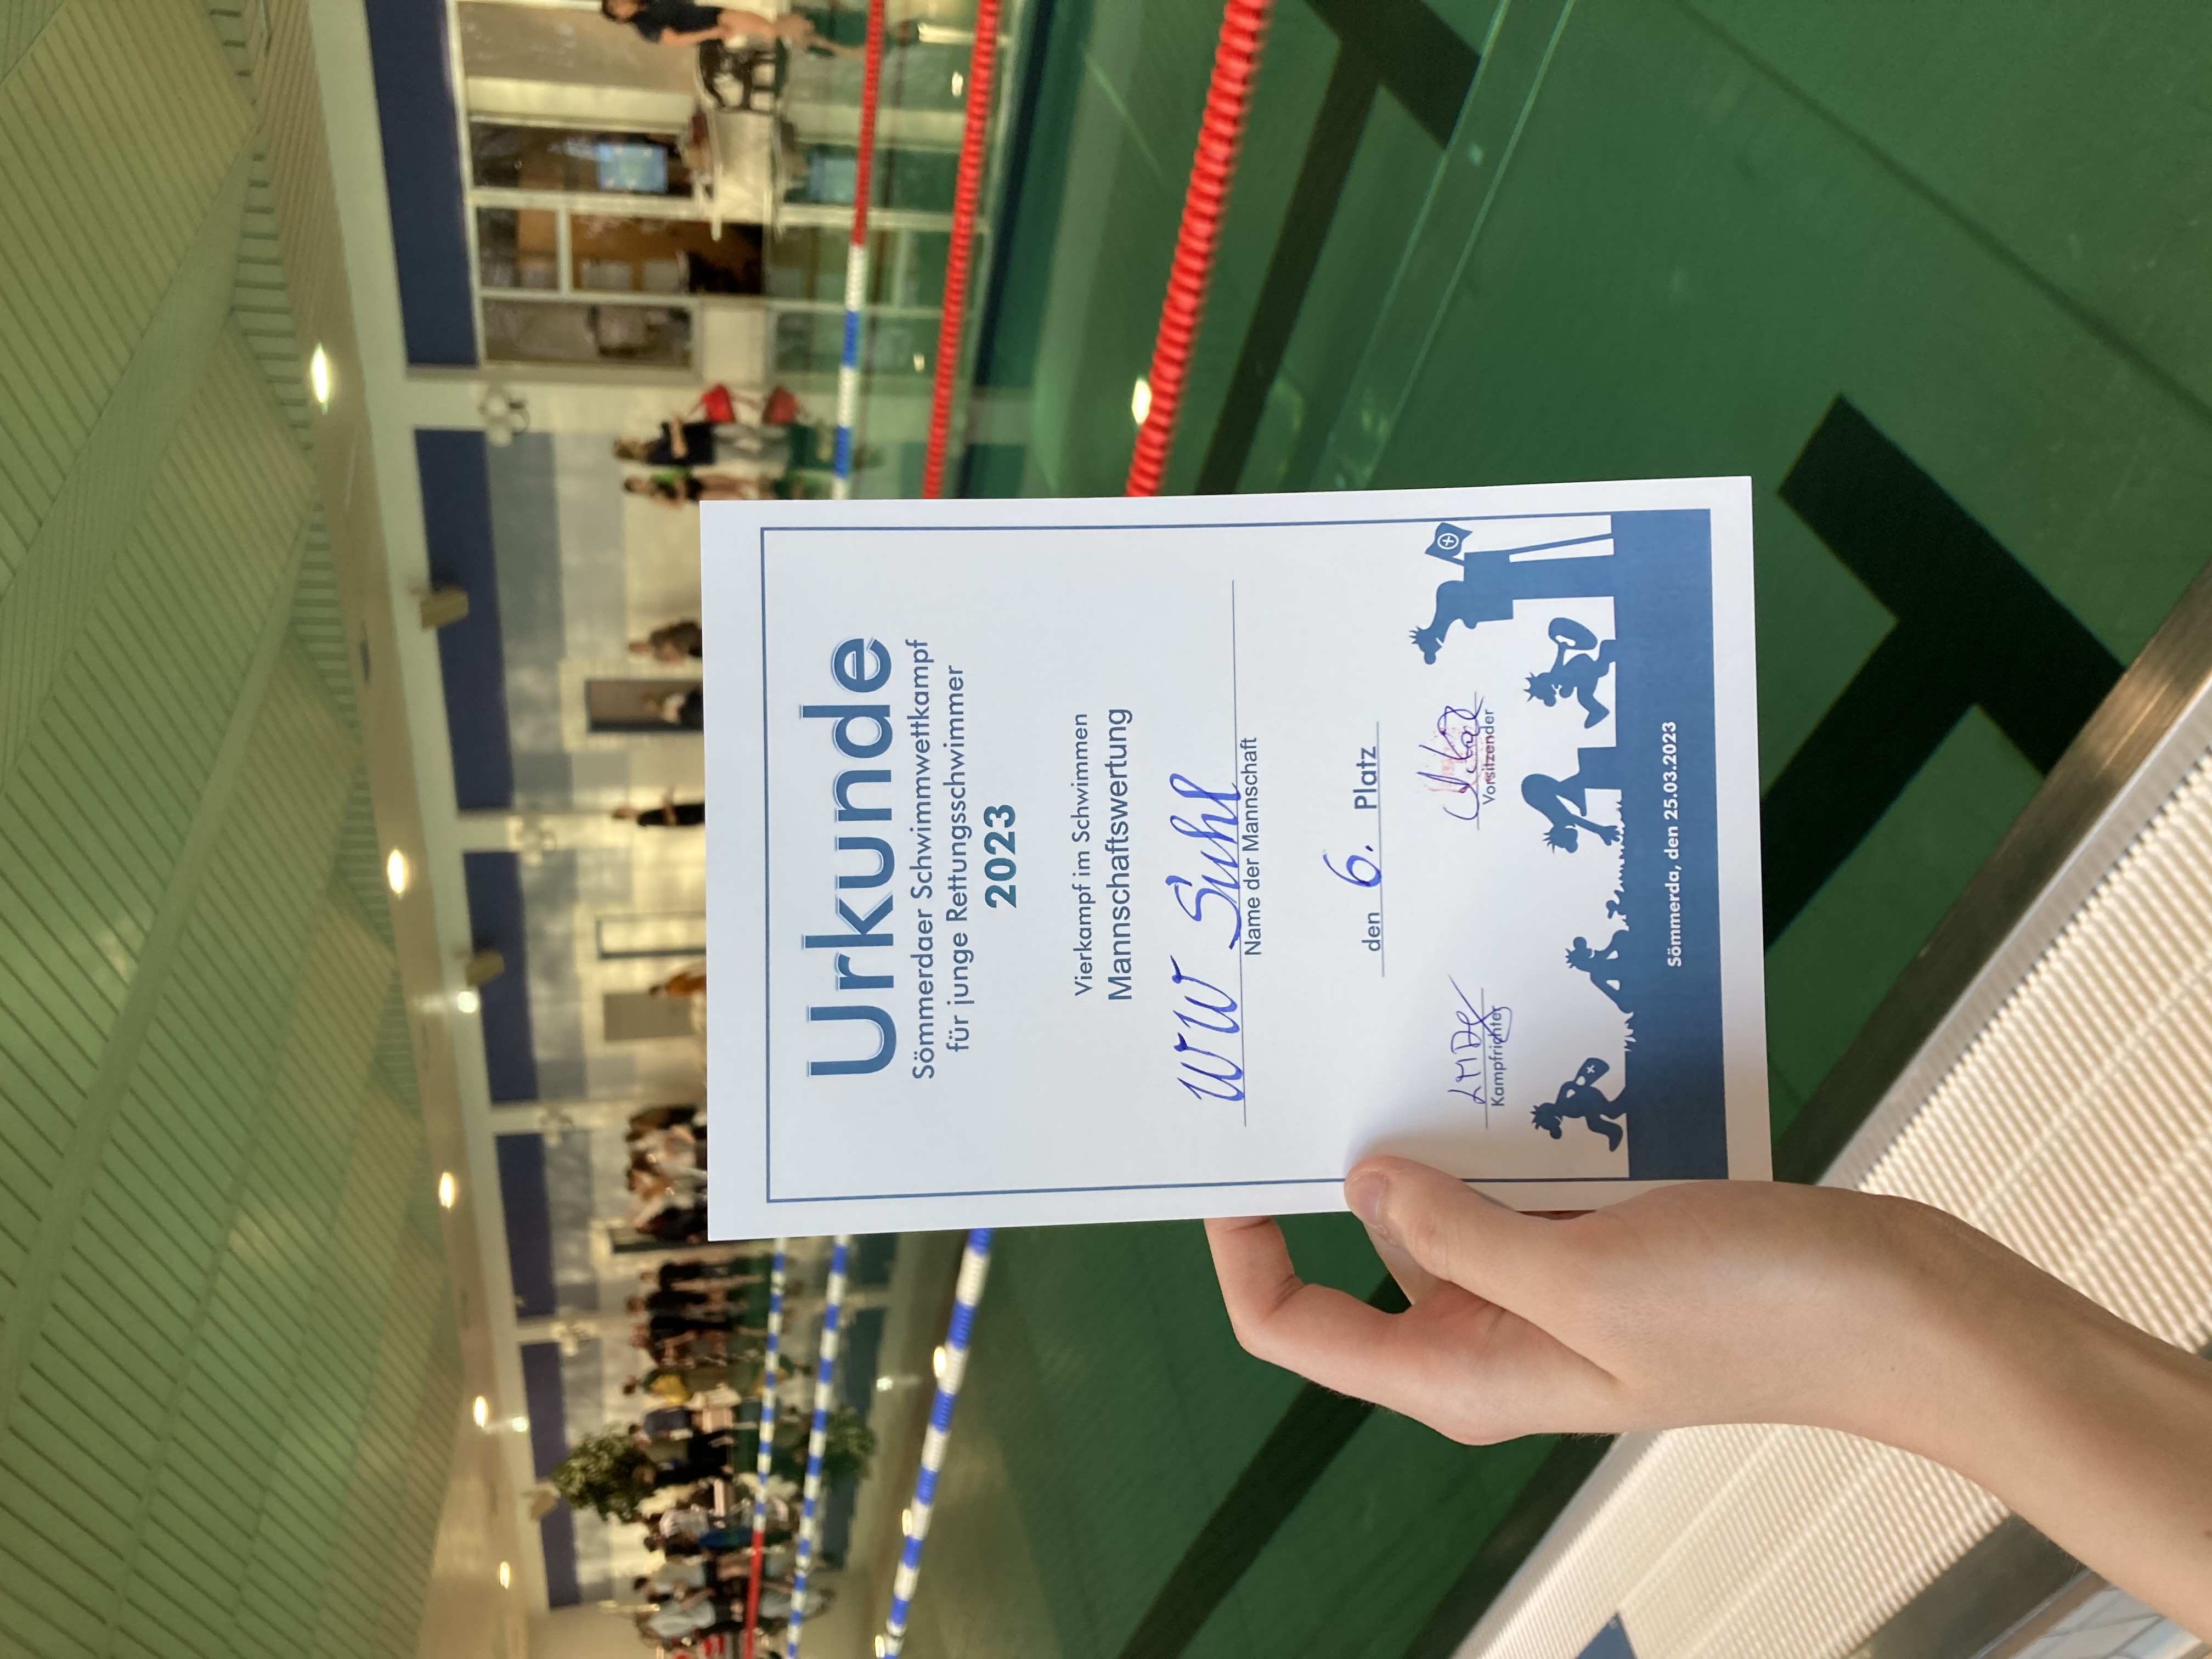 Urkunde
Sömmerdaer Schwimmwettkampf
für junge Rettungsschwimmer
2023
Vierkampf im Schwimmen
Mannschaftswertung
WW Suhl
Name der Mannschaft
den 6. Platz
Kampfrichter
Vorsitzender
Sömmerda, den 25.03.2023